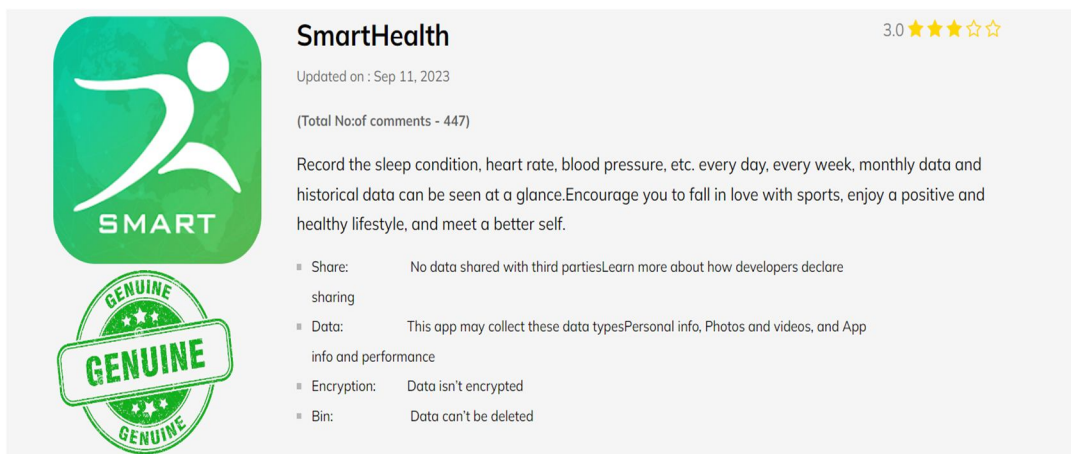 SmartHealth
3.0
Updated on : Sep 11, 2023
(Total No:of comments - 447)
Record the sleep condition, heart rate, blood pressure, etc. every day, every week, monthly data and
historical data can be seen at a glance.Encourage you to fall in love with sports, enjoy a positive and
healthy lifestyle, and meet a better self.
SMART
Share: No data shared with third partiesLearn more about how developers declare
sharing
Data: This app may collect these data typesPersonal info, Photos and videos, and App
info and performance
Encryption: Data isn't encrypted
Bin: Data can't be deleted
GENUINE
GENUINE
GENUINE